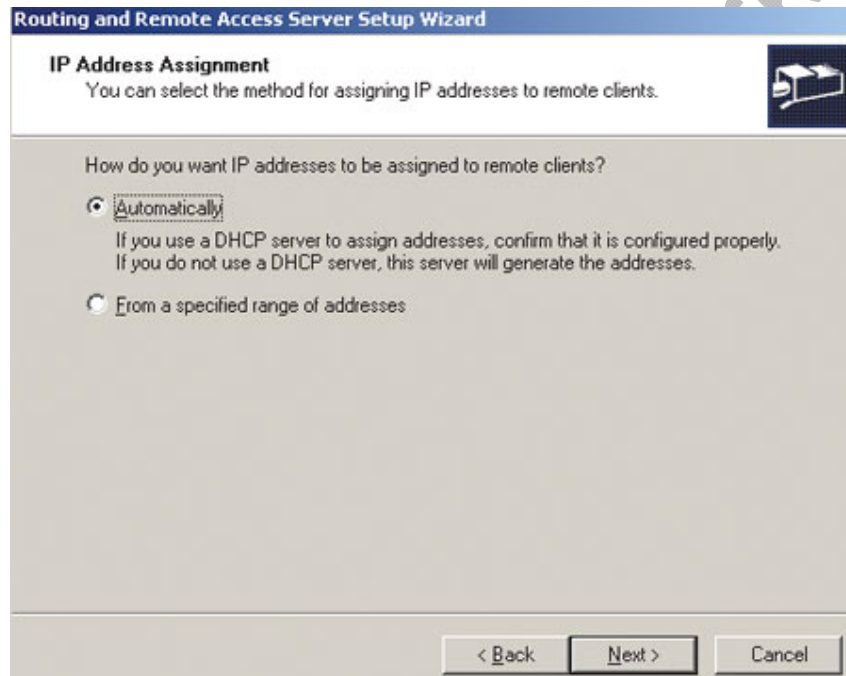 Routing and Remote Access Server Setup Wizard
IP Address Assignment
You can select the method for assigning IP addresses to remote clients.
How do you want IP addresses to be assigned to remote clients?
Automatically
If you use a DHCP server to assign addresses, confirm that it is configured properly.
If you do not use a DHCP server, this server will generate the addresses.
From a specified range of addresses
< Back
Next >
Cancel